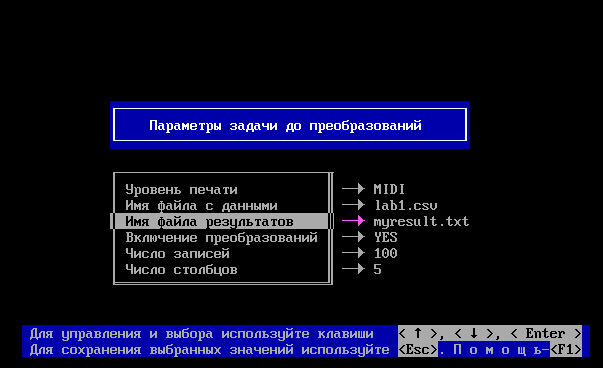 Параметры задачи до преобразований
Уровень печати → MIDI
Имя файла с данными → lab1.csv
Имя файла результатов → myresult.txt
Включение преобразований → YES
Число записей → 100
Число столбцов → 5
Для управления и выбора используйте клавиши < ↑ >, < ↓ >, < Enter >
Для сохранения выбранных значений используйте <Esc>. П о м о щ ь-<F1>